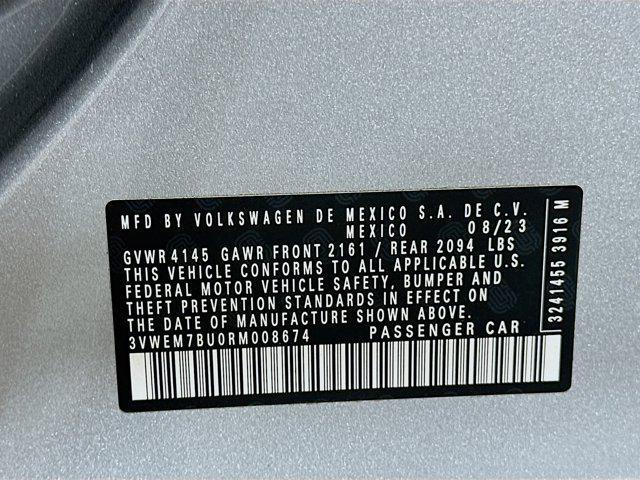 MFD BY VOLKSWAGEN DE MEXICO S.A. DE C.V.
MEXICO 08/23
GVWR 4145 GAWR FRONT 2161 / REAR 2094 LBS
THIS VEHICLE CONFORMS TO ALL APPLICABLE U.S.
FEDERAL MOTOR VEHICLE SAFETY, BUMPER AND
THEFT PREVENTION STANDARDS IN EFFECT ON
THE DATE OF MANUFACTURE SHOWN ABOVE.
3VWEM7BU0RM008674 PASSENGER CAR
3241455 3916 M